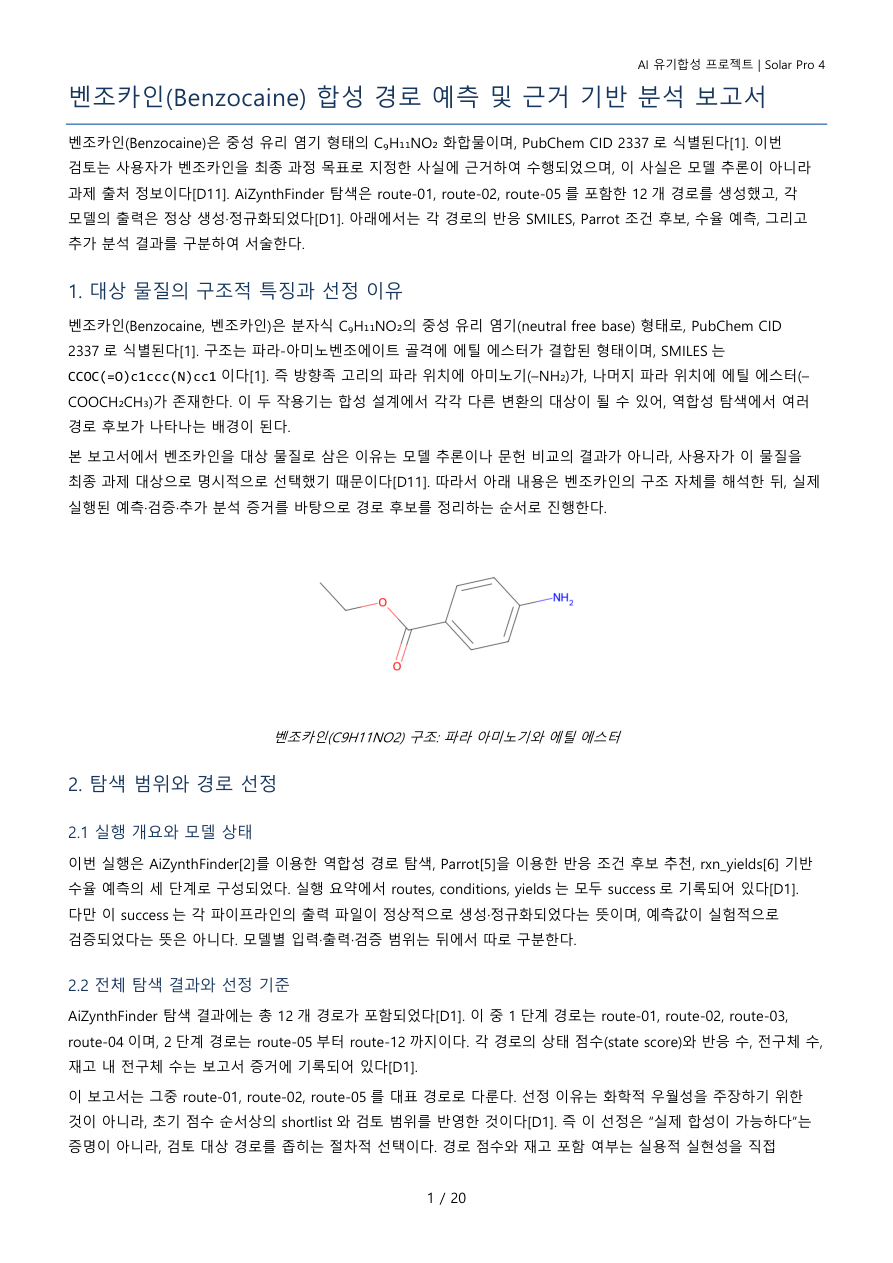 AI 유기합성 프로젝트 | Solar Pro 4
벤조카인(Benzocaine) 합성 경로 예측 및 근거 기반 분석 보고서
벤조카인(Benzocaine)은 중성 유리 염기 형태의 C₉H₁₁NO₂ 화합물이며, PubChem CID 2337 로 식별된다[1]. 이번
검토는 사용자가 벤조카인을 최종 과정 목표로 지정한 사실에 근거하여 수행되었으며, 이 사실은 모델 추론이 아니라
과제 출처 정보이다[D11]. AiZynthFinder 탐색은 route-01, route-02, route-05 를 포함한 12 개 경로를 생성했고, 각
모델의 출력은 정상 생성·정규화되었다[D1]. 아래에서는 각 경로의 반응 SMILES, Parrot 조건 후보, 수율 예측, 그리고
추가 분석 결과를 구분하여 서술한다.
1. 대상 물질의 구조적 특징과 선정 이유
벤조카인(Benzocaine, 벤조카인)은 분자식 C₉H₁₁NO₂의 중성 유리 염기(neutral free base) 형태로, PubChem CID
2337 로 식별된다[1]. 구조는 파라-아미노벤조에이트 골격에 에틸 에스터가 결합된 형태이며, SMILES 는
CCOC(=O)c1ccc(N)cc1 이다[1]. 즉 방향족 고리의 파라 위치에 아미노기(–NH₂)가, 나머지 파라 위치에 에틸 에스터(–
COOCH₂CH₃)가 존재한다. 이 두 작용기는 합성 설계에서 각각 다른 변환의 대상이 될 수 있어, 역합성 탐색에서 여러
경로 후보가 나타나는 배경이 된다.
본 보고서에서 벤조카인을 대상 물질로 삼은 이유는 모델 추론이나 문헌 비교의 결과가 아니라, 사용자가 이 물질을
최종 과제 대상으로 명시적으로 선택했기 때문이다[D11]. 따라서 아래 내용은 벤조카인의 구조 자체를 해석한 뒤, 실제
실행된 예측·검증·추가 분석 증거를 바탕으로 경로 후보를 정리하는 순서로 진행한다.
O
O
NH₂
벤조카인(C9H11NO2) 구조: 파라 아미노기와 에틸 에스터
2. 탐색 범위와 경로 선정
2.1 실행 개요와 모델 상태
이번 실행은 AiZynthFinder[2]를 이용한 역합성 경로 탐색, Parrot[5]을 이용한 반응 조건 후보 추천, rxn_yields[6] 기반
수율 예측의 세 단계로 구성되었다. 실행 요약에서 routes, conditions, yields 는 모두 success 로 기록되어 있다[D1].
다만 이 success 는 각 파이프라인의 출력 파일이 정상적으로 생성·정규화되었다는 뜻이며, 예측값이 실험적으로
검증되었다는 뜻은 아니다. 모델별 입력·출력·검증 범위는 뒤에서 따로 구분한다.
2.2 전체 탐색 결과와 선정 기준
AiZynthFinder 탐색 결과에는 총 12 개 경로가 포함되었다[D1]. 이 중 1 단계 경로는 route-01, route-02, route-03,
route-04 이며, 2 단계 경로는 route-05 부터 route-12 까지이다. 각 경로의 상태 점수(state score)와 반응 수, 전구체 수,
재고 내 전구체 수는 보고서 증거에 기록되어 있다[D1].
이 보고서는 그중 route-01, route-02, route-05 를 대표 경로로 다룬다. 선정 이유는 화학적 우월성을 주장하기 위한
것이 아니라, 초기 점수 순서상의 shortlist 와 검토 범위를 반영한 것이다[D1]. 즉 이 선정은 “실제 합성이 가능하다”는
증명이 아니라, 검토 대상 경로를 좁히는 절차적 선택이다. 경로 점수와 재고 포함 여부는 실용적 실현성을 직접
1 / 20